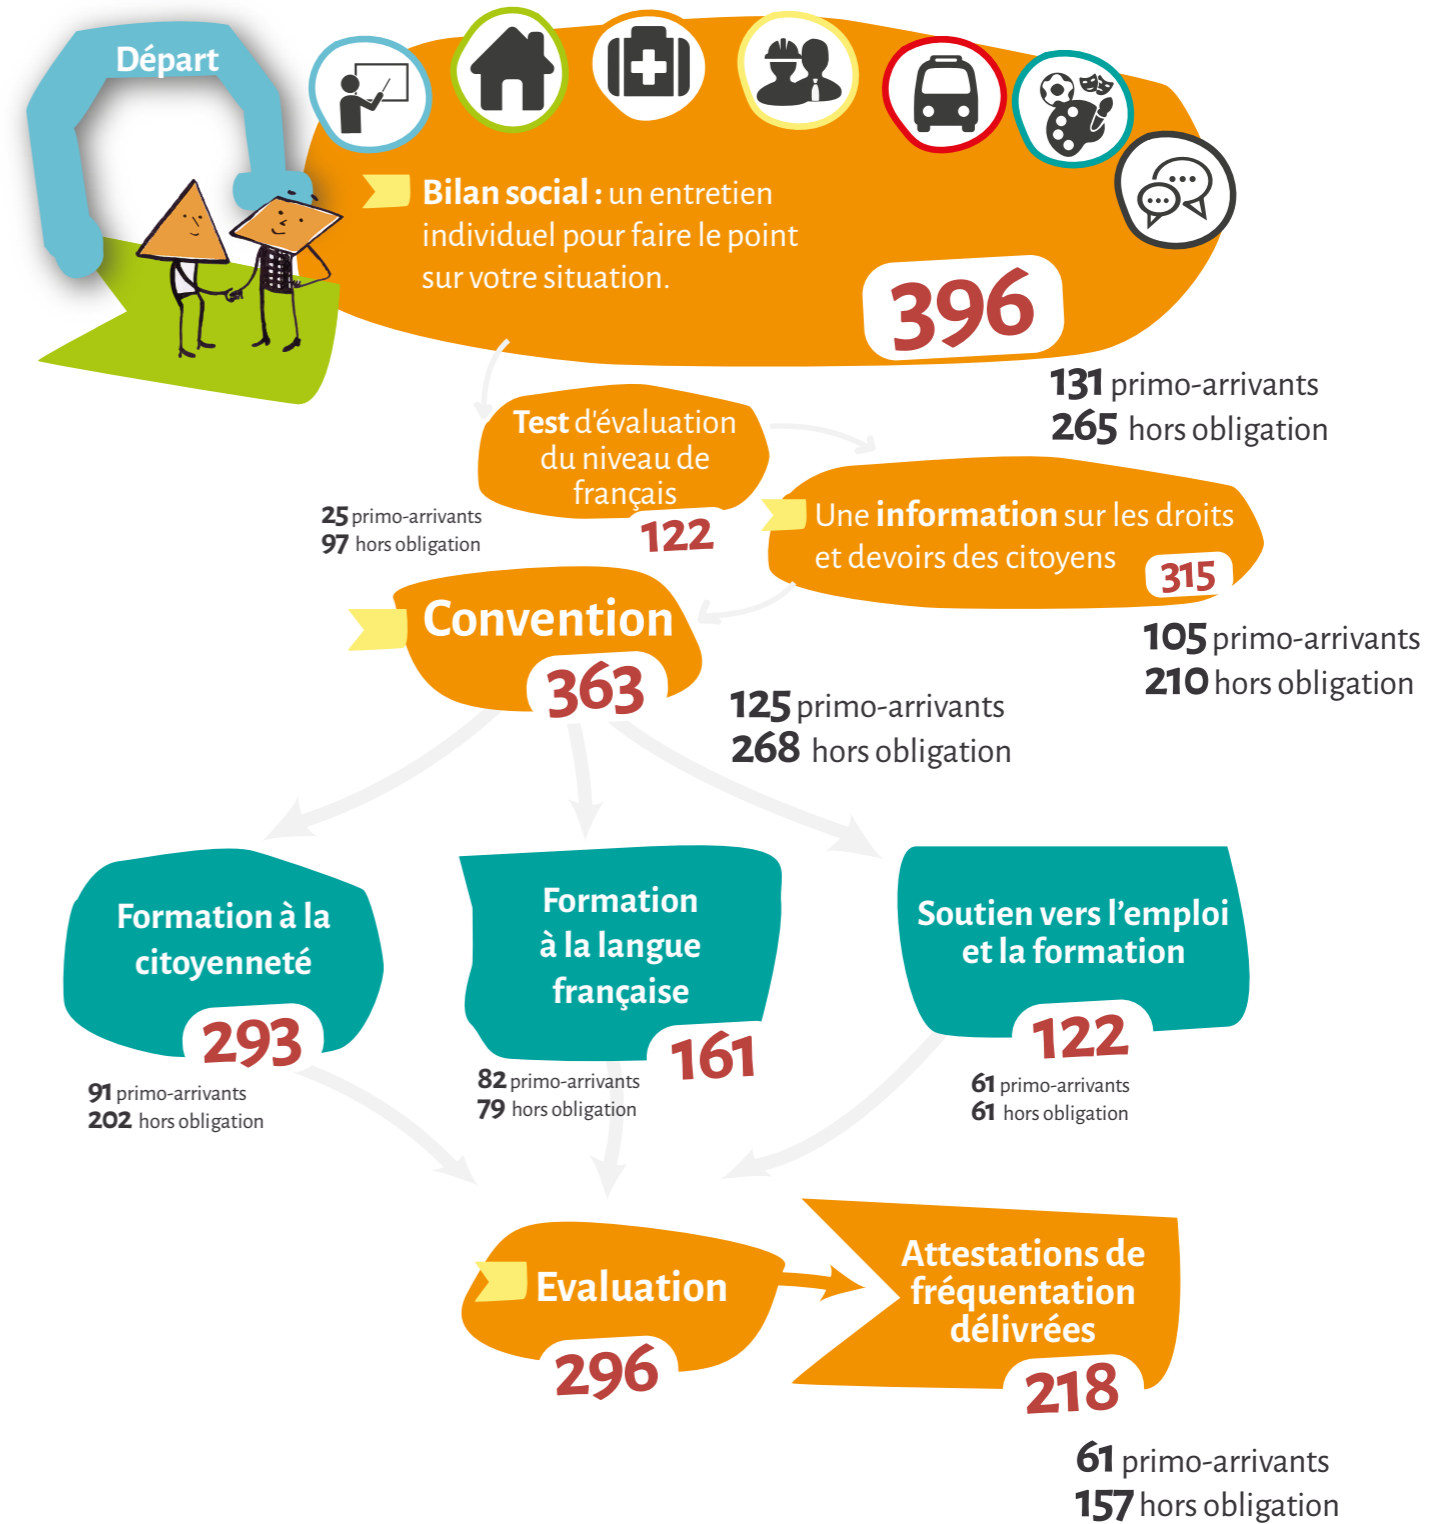 Départ
Bilan social : un entretien
individuel pour faire le point
sur votre situation.
396
131 primo-arrivants
265 hors obligation
Test d'évaluation
du niveau de
français
122
25 primo-arrivants
97 hors obligation
Une information sur les droits
et devoirs des citoyens
315
105 primo-arrivants
210 hors obligation
Convention
363
125 primo-arrivants
268 hors obligation
Formation à la
citoyenneté
293
91 primo-arrivants
202 hors obligation
Formation
à la langue
française
161
82 primo-arrivants
79 hors obligation
Soutien vers l’emploi
et la formation
122
61 primo-arrivants
61 hors obligation
Evaluation
296
Attestations de
fréquentation
délivrées
218
61 primo-arrivants
157 hors obligation